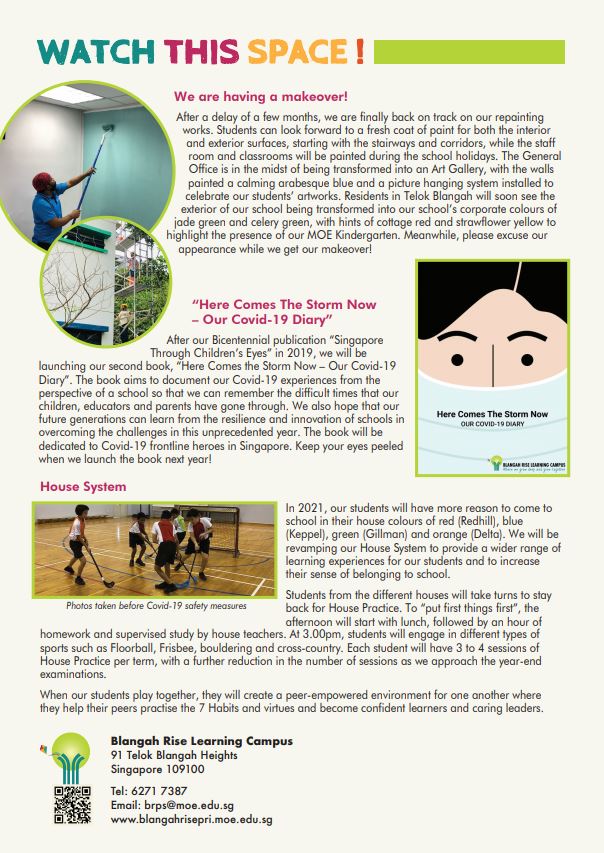 WATCH THIS SPACE !
We are having a makeover!
After a delay of a few months, we are finally back on track on our repainting
works. Students can look forward to a fresh coat of paint for both the interior
and exterior surfaces, starting with the stairways and corridors, while the staff
room and classrooms will be painted during the school holidays. The General
Office is in the midst of being transformed into an Art Gallery, with the walls
painted a calming arabesque blue and a picture hanging system installed to
celebrate our students’ artworks. Residents in Telok Blangah will soon see the
exterior of our school being transformed into our school’s corporate colours of
jade green and celery green, with hints of cottage red and strawflower yellow to
highlight the presence of our MOE Kindergarten. Meanwhile, please excuse our
appearance while we get our makeover!
“Here Comes The Storm Now
– Our Covid-19 Diary”
After our Bicentennial publication “Singapore
Through Children’s Eyes” in 2019, we will be
launching our second book, “Here Comes the Storm Now – Our Covid-19
Diary”. The book aims to document our Covid-19 experiences from the
perspective of a school so that we can remember the difficult times that our
children, educators and parents have gone through. We also hope that our
future generations can learn from the resilience and innovation of schools in
overcoming the challenges in this unprecedented year. The book will be
dedicated to Covid-19 frontline heroes in Singapore. Keep your eyes peeled
when we launch the book next year!
Here Comes The Storm Now
OUR COVID-19 DIARY
BLANGAH RISE LEARNING CAMPUS
Where we grow deep and grow together
House System
Photos taken before Covid-19 safety measures
In 2021, our students will have more reason to come to
school in their house colours of red (Redhill), blue
(Keppel), green (Gillman) and orange (Delta). We will be
revamping our House System to provide a wider range of
learning experiences for our students and to increase
their sense of belonging to school.
Students from the different houses will take turns to stay
back for House Practice. To “put first things first”, the
afternoon will start with lunch, followed by an hour of
homework and supervised study by house teachers. At 3.00pm, students will engage in different types of
sports such as Floorball, Frisbee, bouldering and cross-country. Each student will have 3 to 4 sessions of
House Practice per term, with a further reduction in the number of sessions as we approach the year-end
examinations.
When our students play together, they will create a peer-empowered environment for one another where
they help their peers practise the 7 Habits and virtues and become confident learners and caring leaders.
Blangah Rise Learning Campus
91 Telok Blangah Heights
Singapore 109100
Tel: 6271 7387
Email: brps@moe.edu.sg
www.blangahrisepri.moe.edu.sg